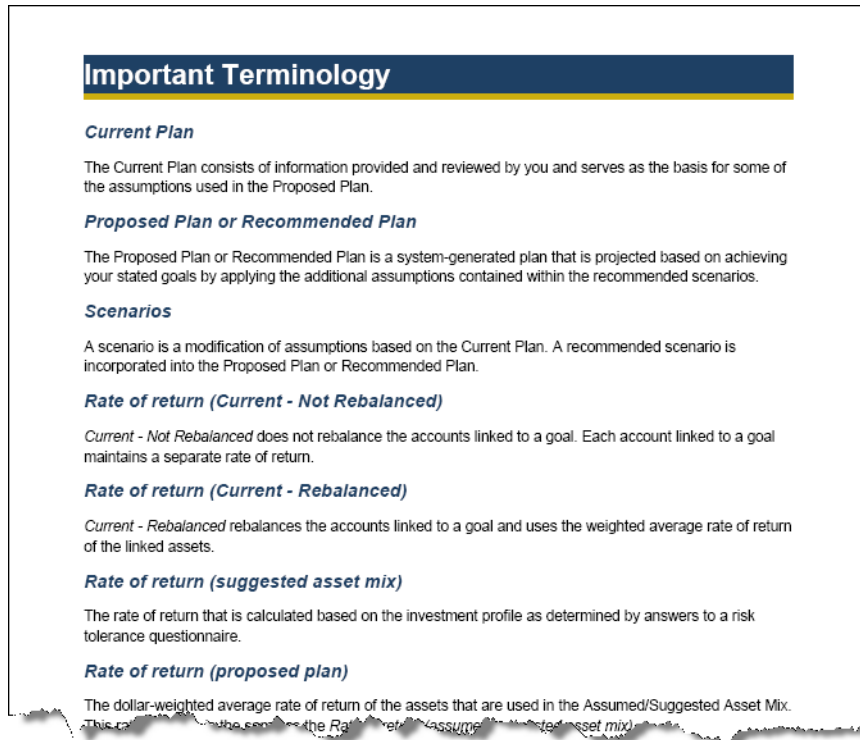 Important Terminology
Current Plan
The Current Plan consists of information provided and reviewed by you and serves as the basis for some of
the assumptions used in the Proposed Plan.
Proposed Plan or Recommended Plan
The Proposed Plan or Recommended Plan is a system-generated plan that is projected based on achieving
your stated goals by applying the additional assumptions contained within the recommended scenarios.
Scenarios
A scenario is a modification of assumptions based on the Current Plan. A recommended scenario is
incorporated into the Proposed Plan or Recommended Plan.
Rate of return (Current - Not Rebalanced)
Current - Not Rebalanced does not rebalance the accounts linked to a goal. Each account linked to a goal
maintains a separate rate of return.
Rate of return (Current - Rebalanced)
Current - Rebalanced rebalances the accounts linked to a goal and uses the weighted average rate of return
of the linked assets.
Rate of return (suggested asset mix)
The rate of return that is calculated based on the investment profile as determined by answers to a risk
tolerance questionnaire.
Rate of return (proposed plan)
The dollar-weighted average rate of return of the assets that are used in the Assumed/Suggested Asset Mix.
This the asset mix)